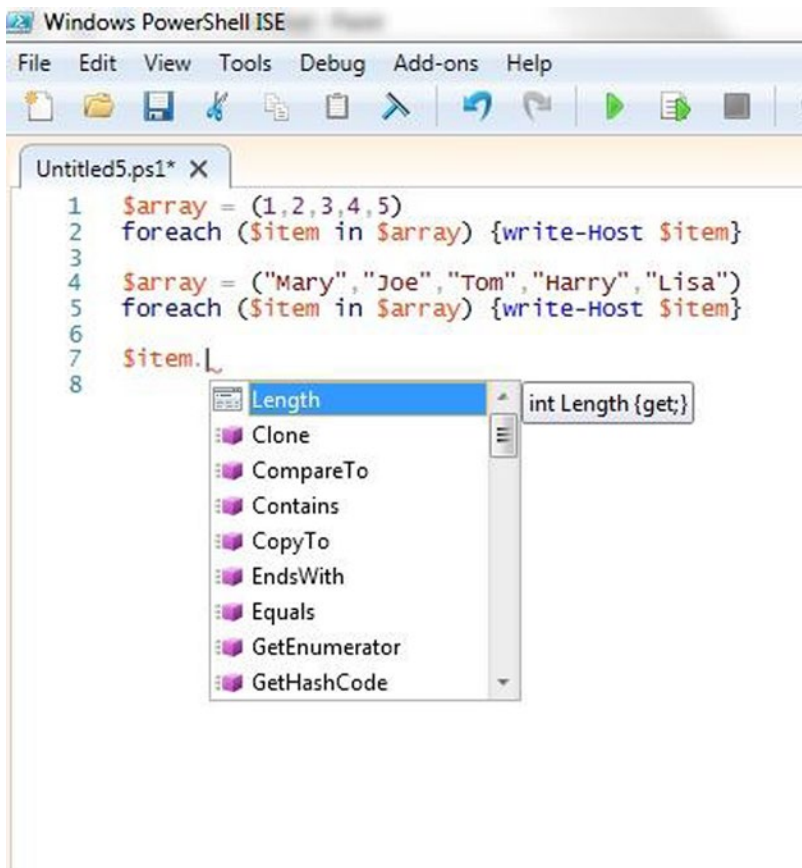 Windows PowerShell ISE
File Edit View Tools Debug Add-ons Help
Untitled5.ps1* X
1 $array = (1,2,3,4,5)
2 foreach ($item in $array) {write-Host $item}
3
4 $array = ("Mary","Joe","Tom","Harry","Lisa")
5 foreach ($item in $array) {write-Host $item}
6
7 $item.
8
Length
int Length {get;}
Clone
CompareTo
Contains
CopyTo
EndsWith
Equals
GetEnumerator
GetHashCode